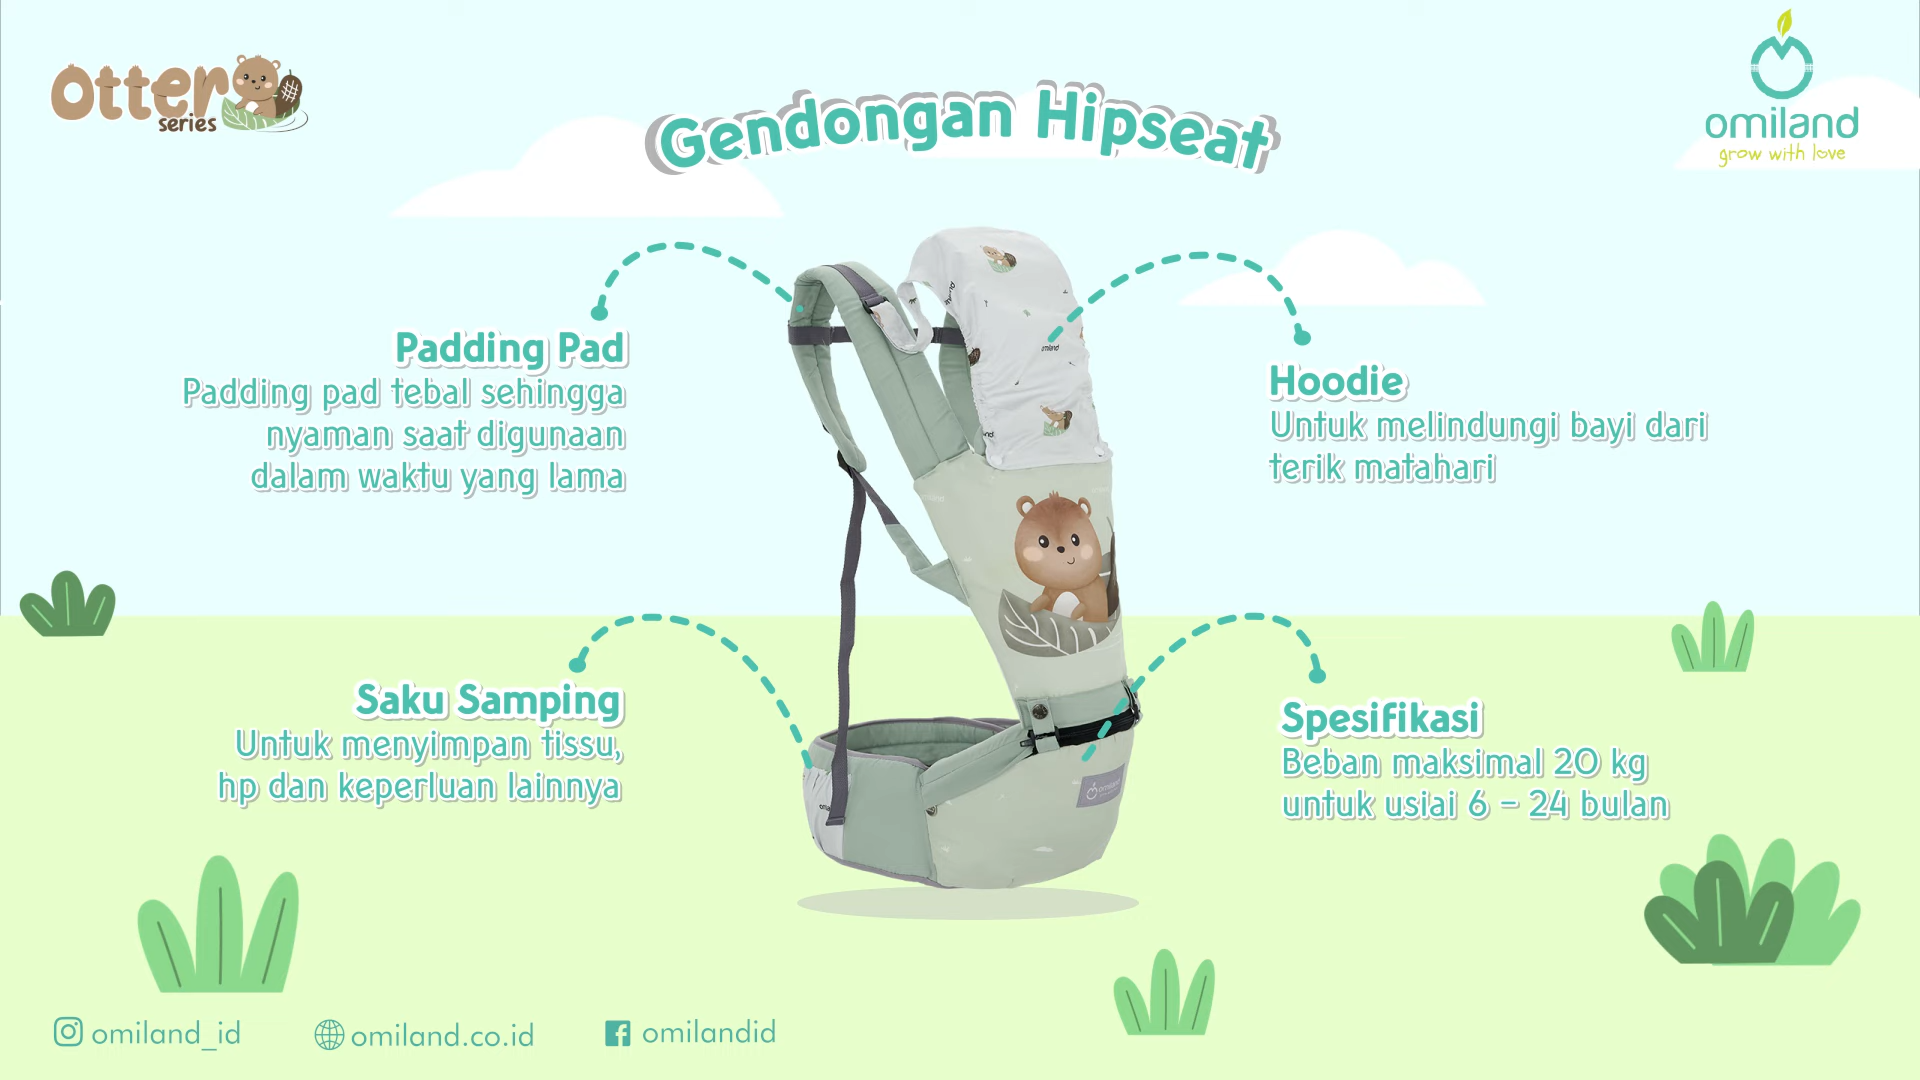 Otter
series
Gendongan Hipseat
omiland
grow with love
Padding Pad
Padding pad tebal sehingga
nyaman saat digunaan
dalam waktu yang lama
Hoodie
Untuk melindungi bayi dari
terik matahari
omiland
Saku Samping
Untuk menyimpan tissu,
hp dan keperluan lainnya
Spesifikasi
Beban maksimal 20 kg
untuk usiai 6 - 24 bulan
omiland
omiland_id
omiland.co.id
omilandid